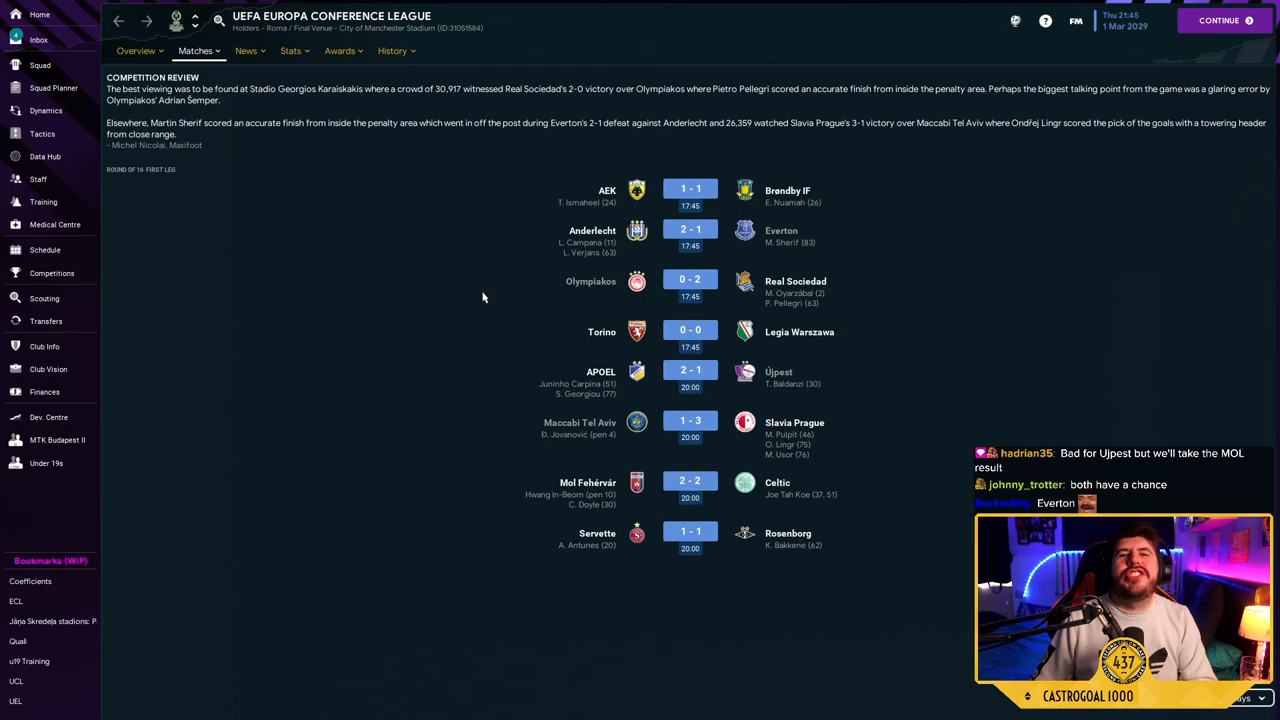 Home
UEFA EUROPA CONFERENCE LEAGUE
Holders - Roma / Final Venue - City of Manchester Stadium (ID:31051584)
FM
Thu 21:45
1 Mar 2029
CONTINUE
4
Inbox
Squad
Squad Planner
Dynamics
Tactics
Data Hub
Staff
Training
Medical Centre
Schedule
Competitions
Scouting
Transfers
Club Info
Club Vision
Finances
Dev. Centre
MTK Budapest II
Under 19s
Bookmarks (WiP)
Coefficients
ECL
Quali
u19 Training
UCL
UEL
Overview
Matches
News
Stats
Awards
History
COMPETITION REVIEW
The best viewing was to be found at Stadio Georgios Karaiskakis where a crowd of 30,917 witnessed Real Sociedad's 2-0 victory over Olympiakos where Pietro Pellegri scored an accurate finish from inside the penalty area. Perhaps the biggest talking point from the game was a glaring error by
Olympiakos' Adrian Šemper.
Elsewhere, Martin Sherif scored an accurate finish from inside the penalty area which went in off the post during Everton's 2-1 defeat against Anderlecht and 26,359 watched Slavia Prague's 3-1 victory over Maccabi Tel Aviv where Ondřej Lingr scored the pick of the goals with a towering header
from close range.
- Michel Nicolai, Maxifoot
ROUND OF 16 FIRST LEG
AEK 1 - 1 Brøndby IF
T. Ismaheel (24) 17:45 E. Nuamah (26)
Anderlecht 2 - 1 Everton
L. Campana (11) 17:45 M. Sherif (83)
L. Verjans (63)
Olympiakos 0 - 2 Real Sociedad
17:45 M. Oyarzábal (2)
P. Pellegri (63)
Torino 0 - 0 Legia Warszawa
17:45
APOEL 2 - 1 Újpest
Juninho Carpina (51) 20:00 T. Baldanzi (30)
S. Georgiou (77)
Maccabi Tel Aviv 1 - 3 Slavia Prague
Đ. Jovanović (pen 4) 20:00 M. Pulpit (46)
O. Lingr (75)
M. Usor (76)
Mol Fehérvár 2 - 2 Celtic
Hwang In-Beom (pen 10) 20:00 Joe Tah Koe (37, 51)
C. Doyle (30)
Servette 1 - 1 Rosenborg
A. Antunes (20) 20:00 K. Bakkene (62)
hadrian35: Bad for Ujpest but we'll take the MOL
result
johnny_trotter: both have a chance
Everton
437
CASTROGOAL 1000